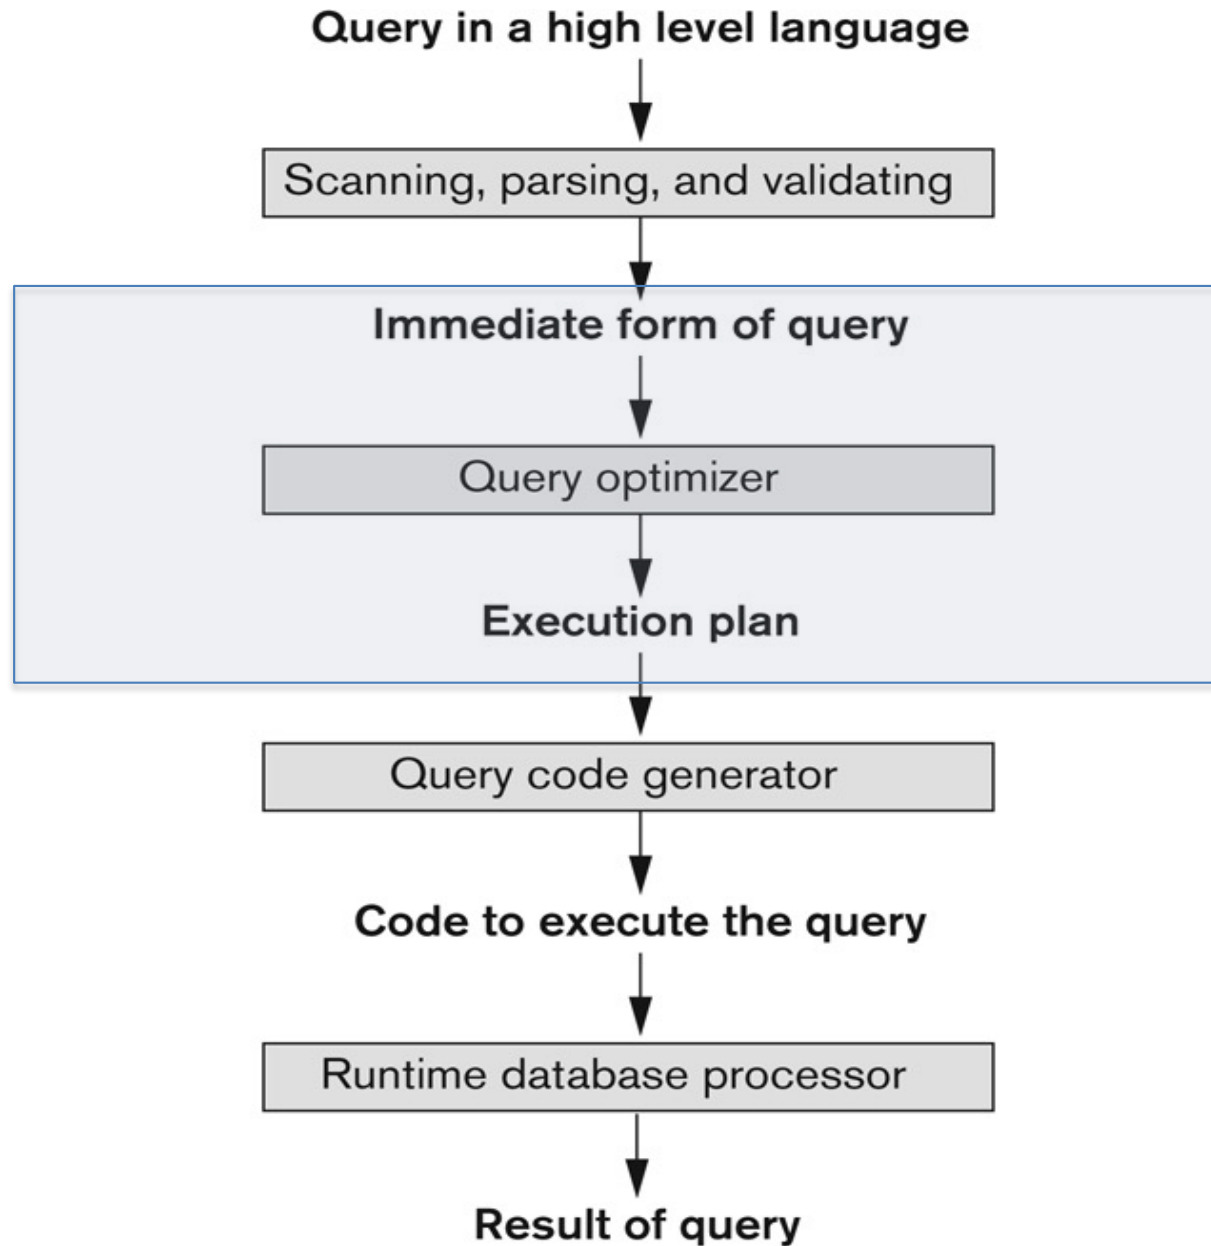 Query in a high level language
Scanning, parsing, and validating
Immediate form of query
Query optimizer
Execution plan
Query code generator
Code to execute the query
Runtime database processor
Result of query